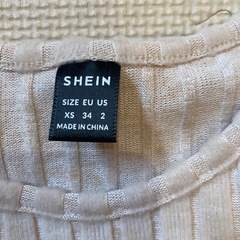 SHEIN
SIZE EU US
XS 34 2
MADE IN CHINA